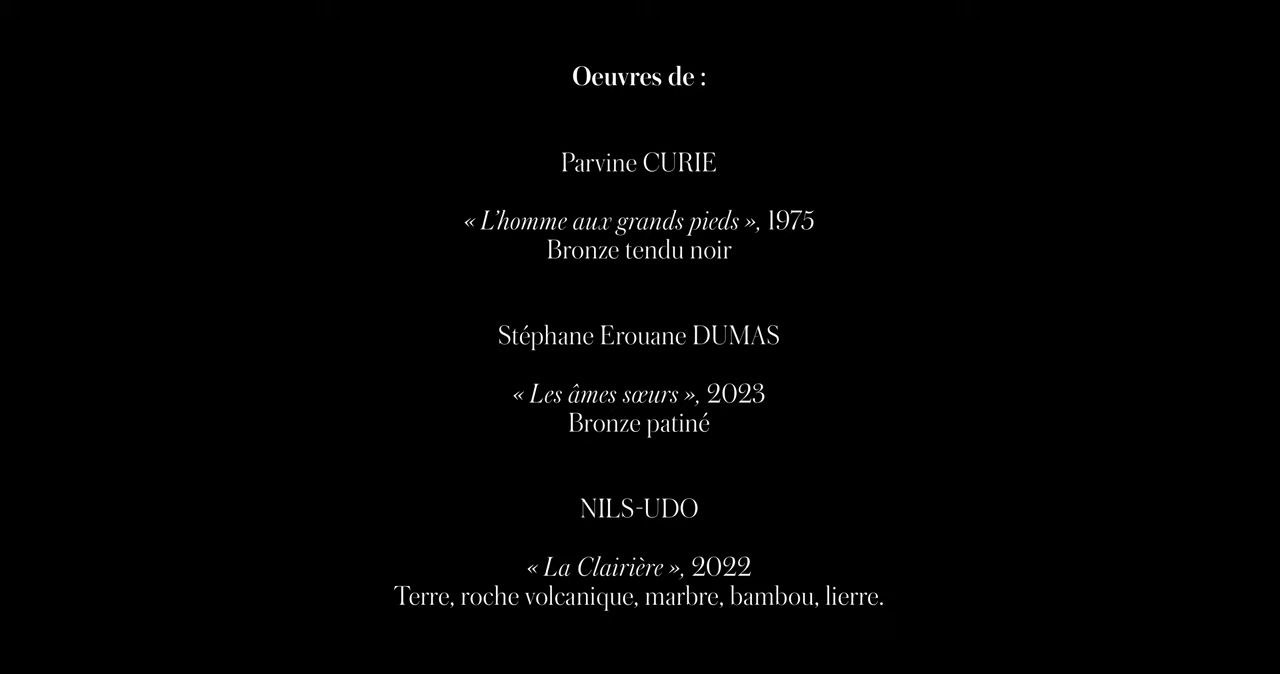 Oeuvres de :
Parvine CURIE
« L’homme aux grands pieds », 1975
Bronze tendu noir
Stéphane Erouane DUMAS
« Les âmes sœurs », 2023
Bronze patiné
NILS-UDO
« La Clairière », 2022
Terre, roche volcanique, marbre, bambou, lierre.